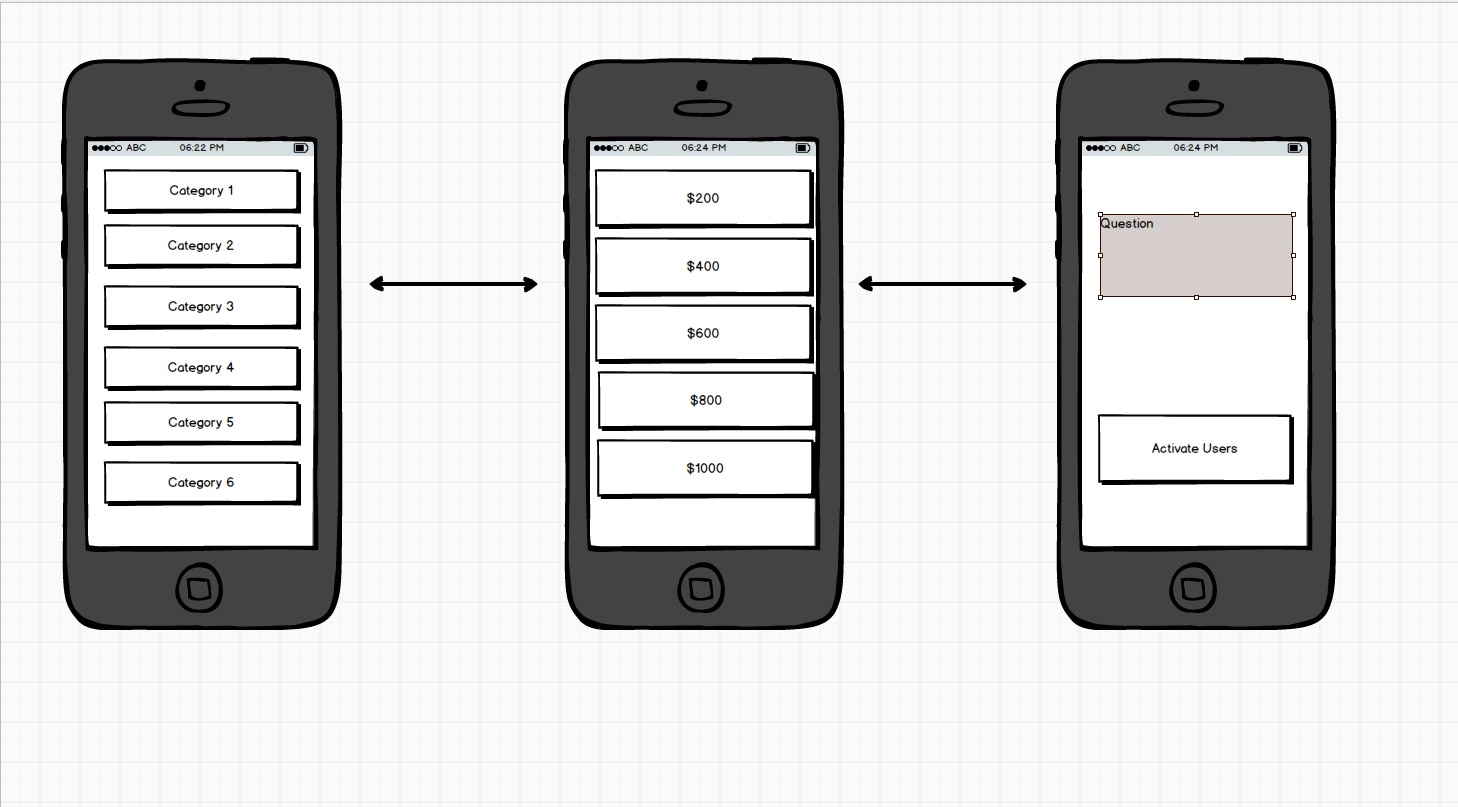 ABC 06:22 PM
Category 1
Category 2
Category 3
Category 4
Category 5
Category 6
ABC 06:24 PM
$200
$400
$600
$800
$1000
ABC 06:24 PM
Question
Activate Users